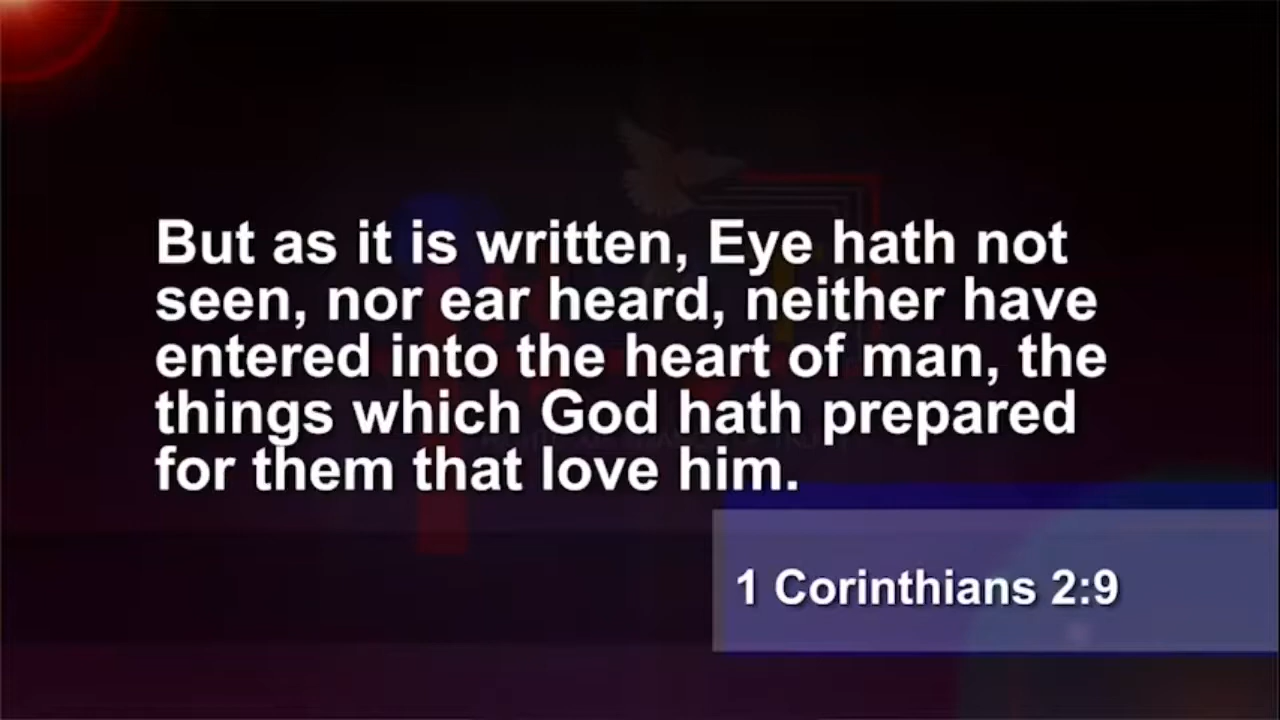 But as it is written, Eye hath not
seen, nor ear heard, neither have
entered into the heart of man, the
things which God hath prepared
for them that love him.
1 Corinthians 2:9